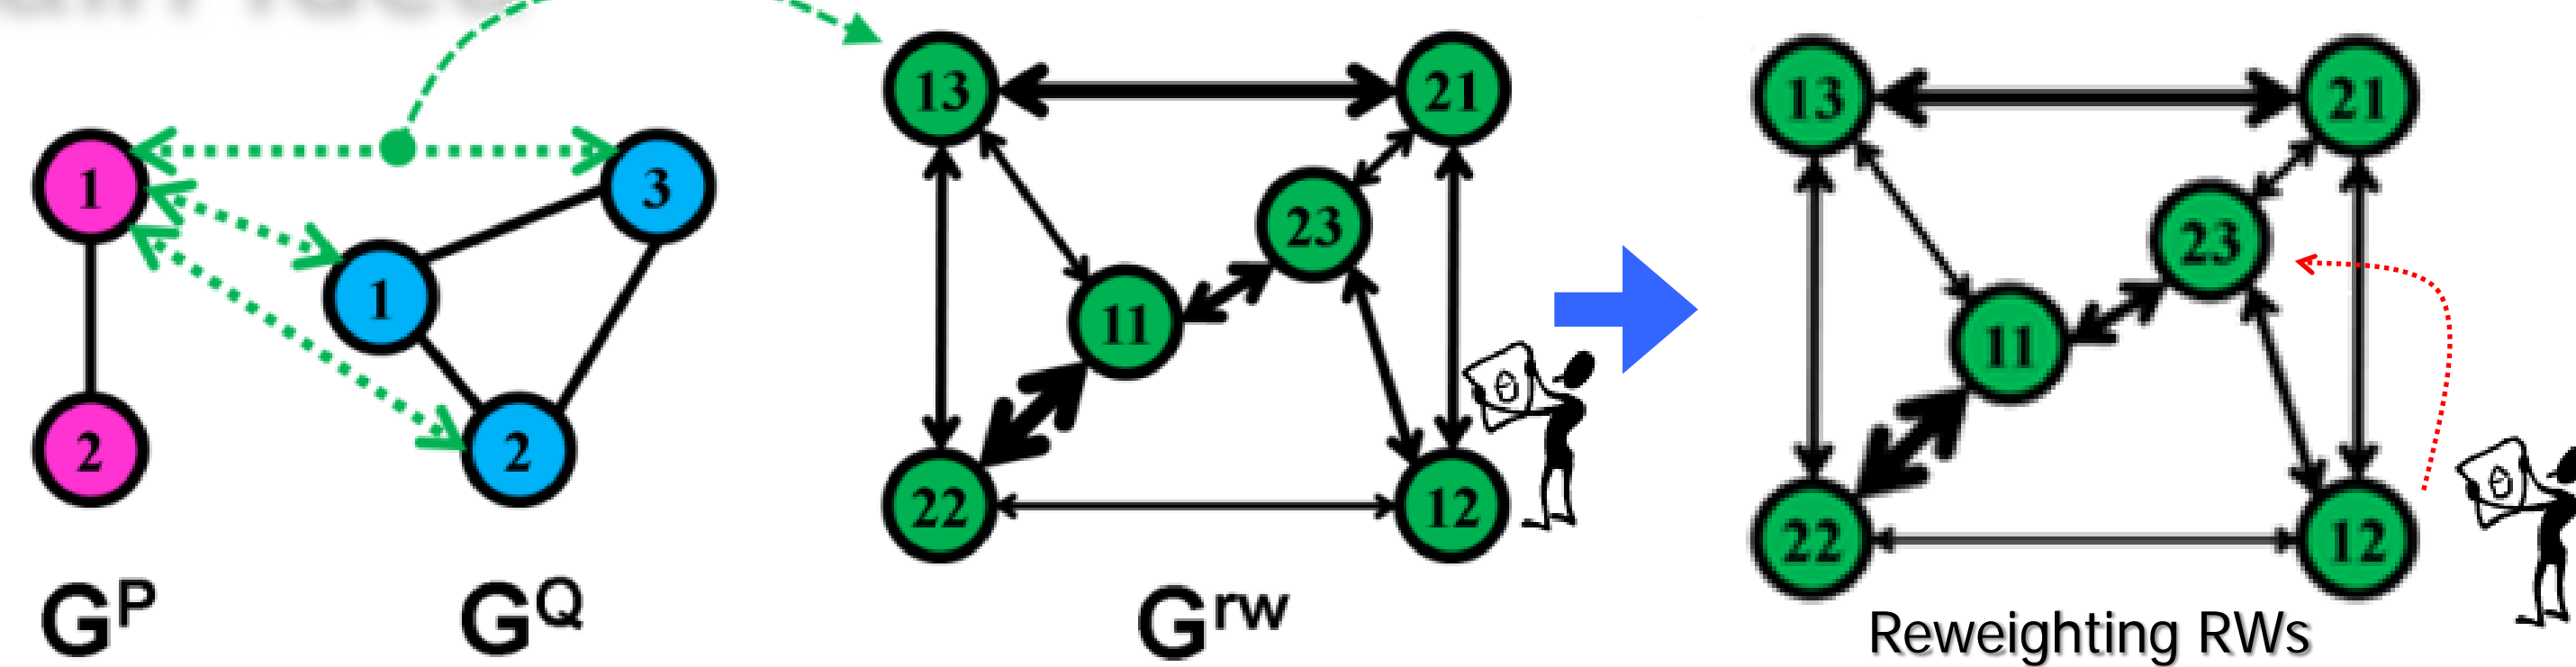 13 21 13 21
1 3 23 23
1 11 θ 11
2 2 22 12 22 12 θ
G^P G^Q G^rw Reweighting RWs